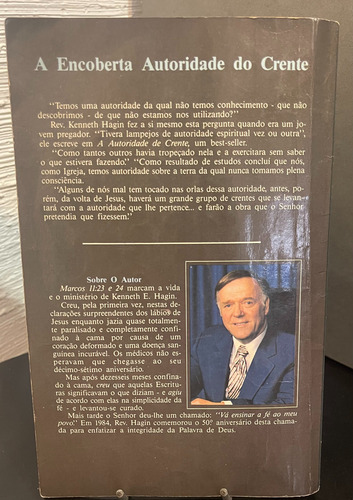 A Encoberta Autoridade do Crente
"Temos uma autoridade da qual não temos conhecimento - que não
descobrimos - de que não estamos nos utilizando?"
Rev. Kenneth Hagin fez a si mesmo esta pergunta quando era um jo-
vem pregador. "Tivera lampejos de autoridade espiritual vez ou outra",
ele escreve em A Autoridade de Crente, um best-seller.
"Como tantos outros havia tropeçado nela e a exercitara sem saber
o que estivera fazendo." "Como resultado de estudos concluí que nós,
como Igreja, temos autoridade sobre a terra da qual nunca tomamos plena
consciência.
"Alguns de nós mal tem tocado nas orlas dessa autoridade, antes, po-
rém, da volta de Jesus, haverá um grande grupo de crentes que se levan-
tará com a autoridade que lhe pertence... e farão a obra que o Senhor
pretendia que fizessem."
Sobre O Autor
Marcos 11:23 e 24 marcam a vida
e o ministério de Kenneth E. Hagin.
Creu, pela primeira vez, nestas de-
clarações surpreendentes dos lábios de
Jesus enquanto jazia quase totalmen-
te paralisado e completamente confi-
nado à cama por causa de um
coração deformado e uma doença san-
guínea incurável. Os médicos não es-
peravam que chegasse ao seu
décimo-sétimo aniversário.
Mas após dezesseis meses confina-
do à cama, creu que aquelas Escritu-
ras significavam o que diziam - e agiu
de acordo com elas na simplicidade da
fé - e levantou-se curado.
Mais tarde o Senhor deu-lhe um chamado: "Vá ensinar a fé ao meu
povo." Em 1984, Rev. Hagin comemorou o 50º aniversário desta cha-
mada para enfatizar a integridade da Palavra de Deus.